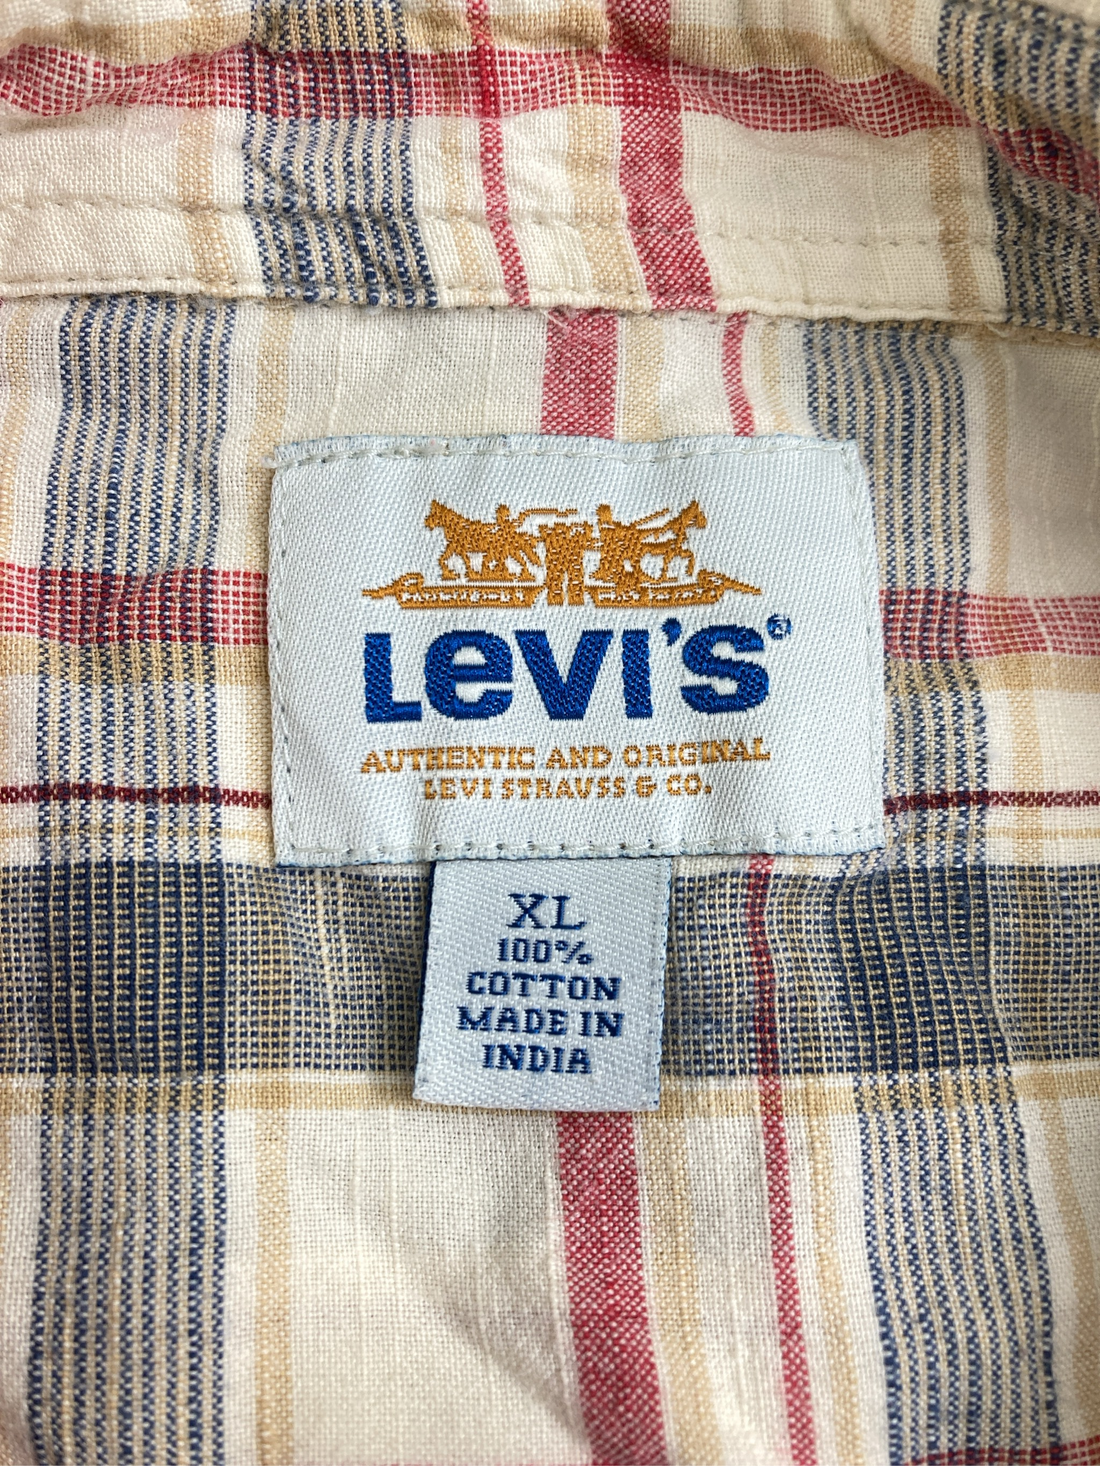 LEVI'S®
AUTHENTIC AND ORIGINAL
LEVI STRAUSS & CO.
XL
100%
COTTON
MADE IN
INDIA